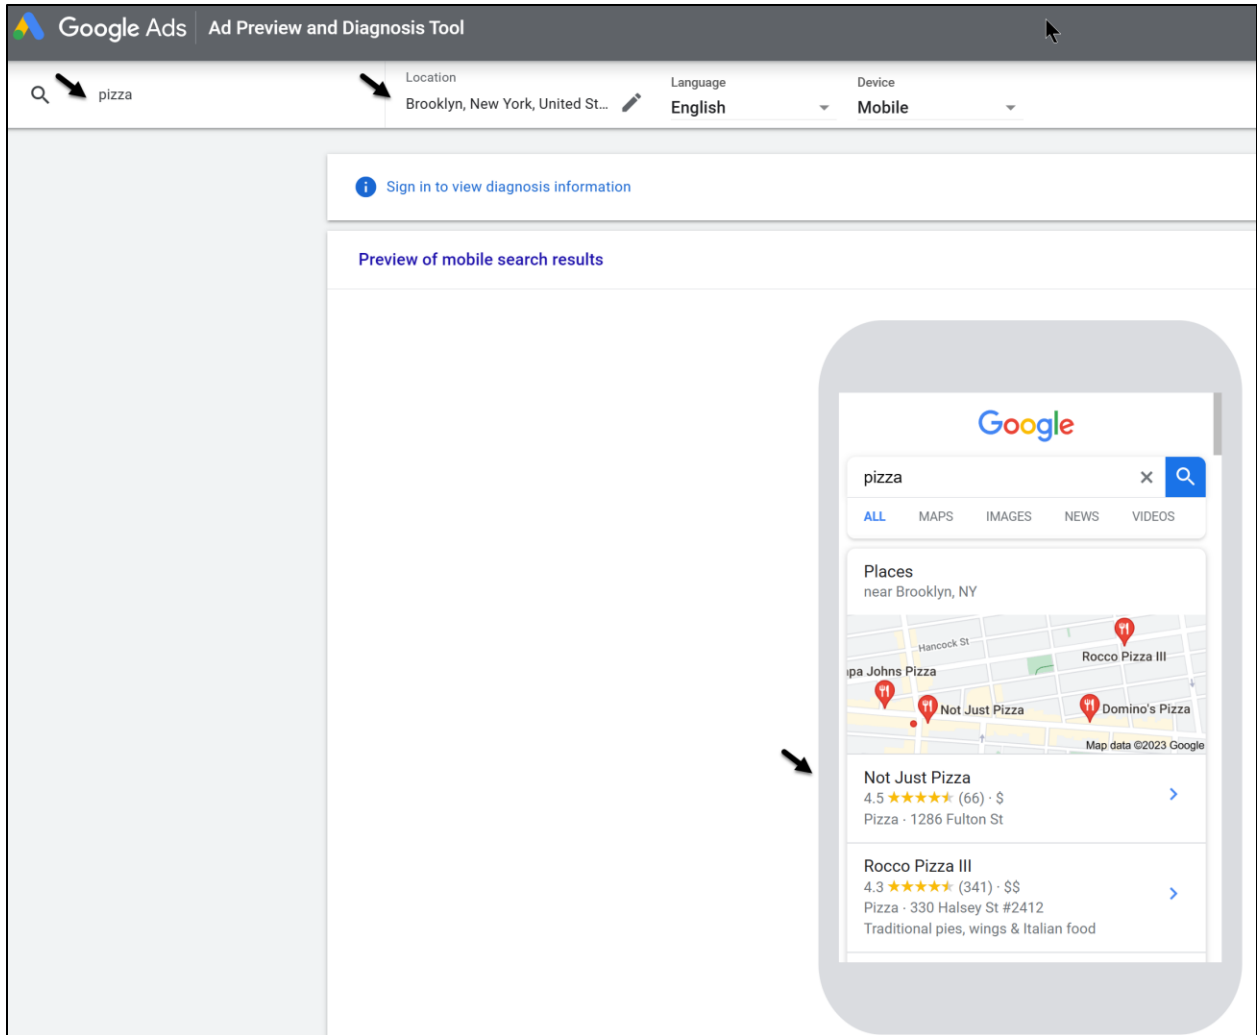 Google Ads Ad Preview and Diagnosis Tool
pizza
Location
Brooklyn, New York, United St...
Language
English
Device
Mobile
Sign in to view diagnosis information
Preview of mobile search results
Google
pizza
ALL MAPS IMAGES NEWS VIDEOS
Places
near Brooklyn, NY
Hancock St
Rocco Pizza III
pa Johns Pizza
Not Just Pizza
Domino's Pizza
Map data ©2023 Google
Not Just Pizza
4.5 ★★★★★ (66) · $
Pizza · 1286 Fulton St
Rocco Pizza III
4.3 ★★★★★ (341) · $$
Pizza · 330 Halsey St #2412
Traditional pies, wings & Italian food